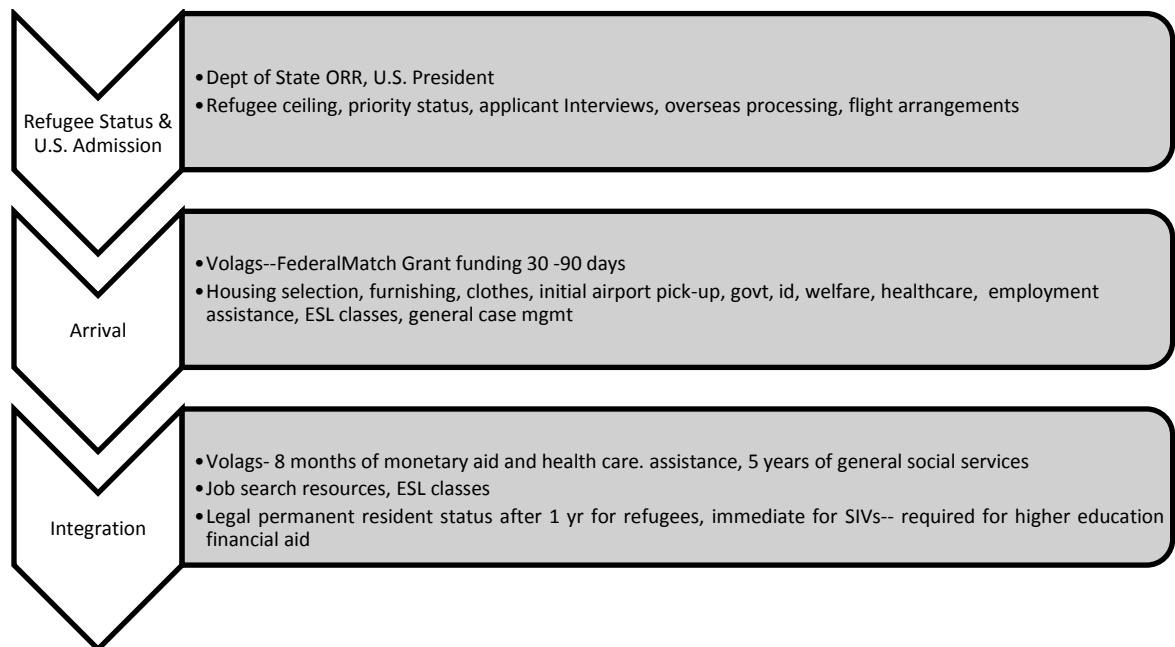 Refugee Status &
U.S. Admission
•Dept of State ORR, U.S. President
•Refugee ceiling, priority status, applicant Interviews, overseas processing, flight arrangements
Arrival
•Volags--FederalMatch Grant funding 30 -90 days
•Housing selection, furnishing, clothes, initial airport pick-up, govt, id, welfare, healthcare, employment
assistance, ESL classes, general case mgmt
Integration
•Volags- 8 months of monetary aid and health care. assistance, 5 years of general social services
•Job search resources, ESL classes
•Legal permanent resident status after 1 yr for refugees, immediate for SIVs-- required for higher education
financial aid